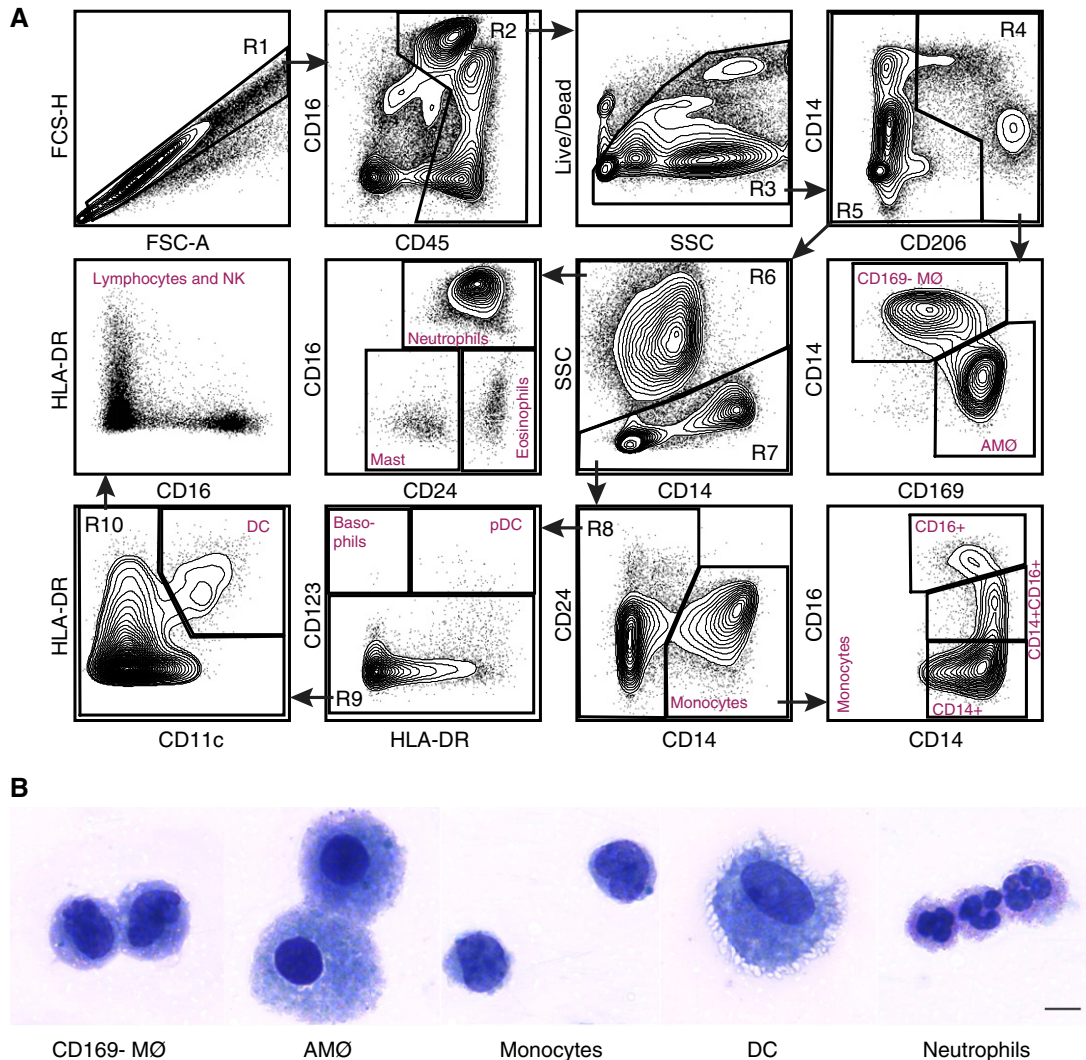 A
R1
FCS-H
FSC-A
R2
CD16
CD45
R3
Live/Dead
SSC
R4
R5
CD14
CD206
Lymphocytes and NK
HLA-DR
CD16
Neutrophils
Mast
Eosinophils
CD16
CD24
R6
R7
SSC
CD14
CD169- MØ
AMØ
CD14
CD169
R10
DC
HLA-DR
CD11c
Baso-
phils
pDC
R9
CD123
HLA-DR
R8
Monocytes
CD24
CD14
CD16+
CD14+CD16+
CD14+
Monocytes
CD16
CD14
B
CD169- MØ
AMØ
Monocytes
DC
Neutrophils